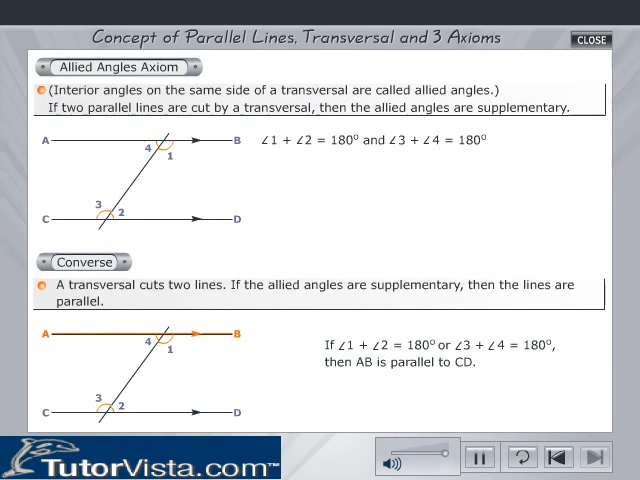 Concept of Parallel Lines, Transversal and 3 Axioms
CLOSE
Allied Angles Axiom
(Interior angles on the same side of a transversal are called allied angles.)
If two parallel lines are cut by a transversal, then the allied angles are supplementary.
A
B
4
1
3
2
C
D
∠1 + ∠2 = 180° and ∠3 + ∠4 = 180°
Converse
A transversal cuts two lines. If the allied angles are supplementary, then the lines are
parallel.
A
B
4
1
3
2
C
D
If ∠1 + ∠2 = 180° or ∠3 + ∠4 = 180°,
then AB is parallel to CD.
TutorVista.com™